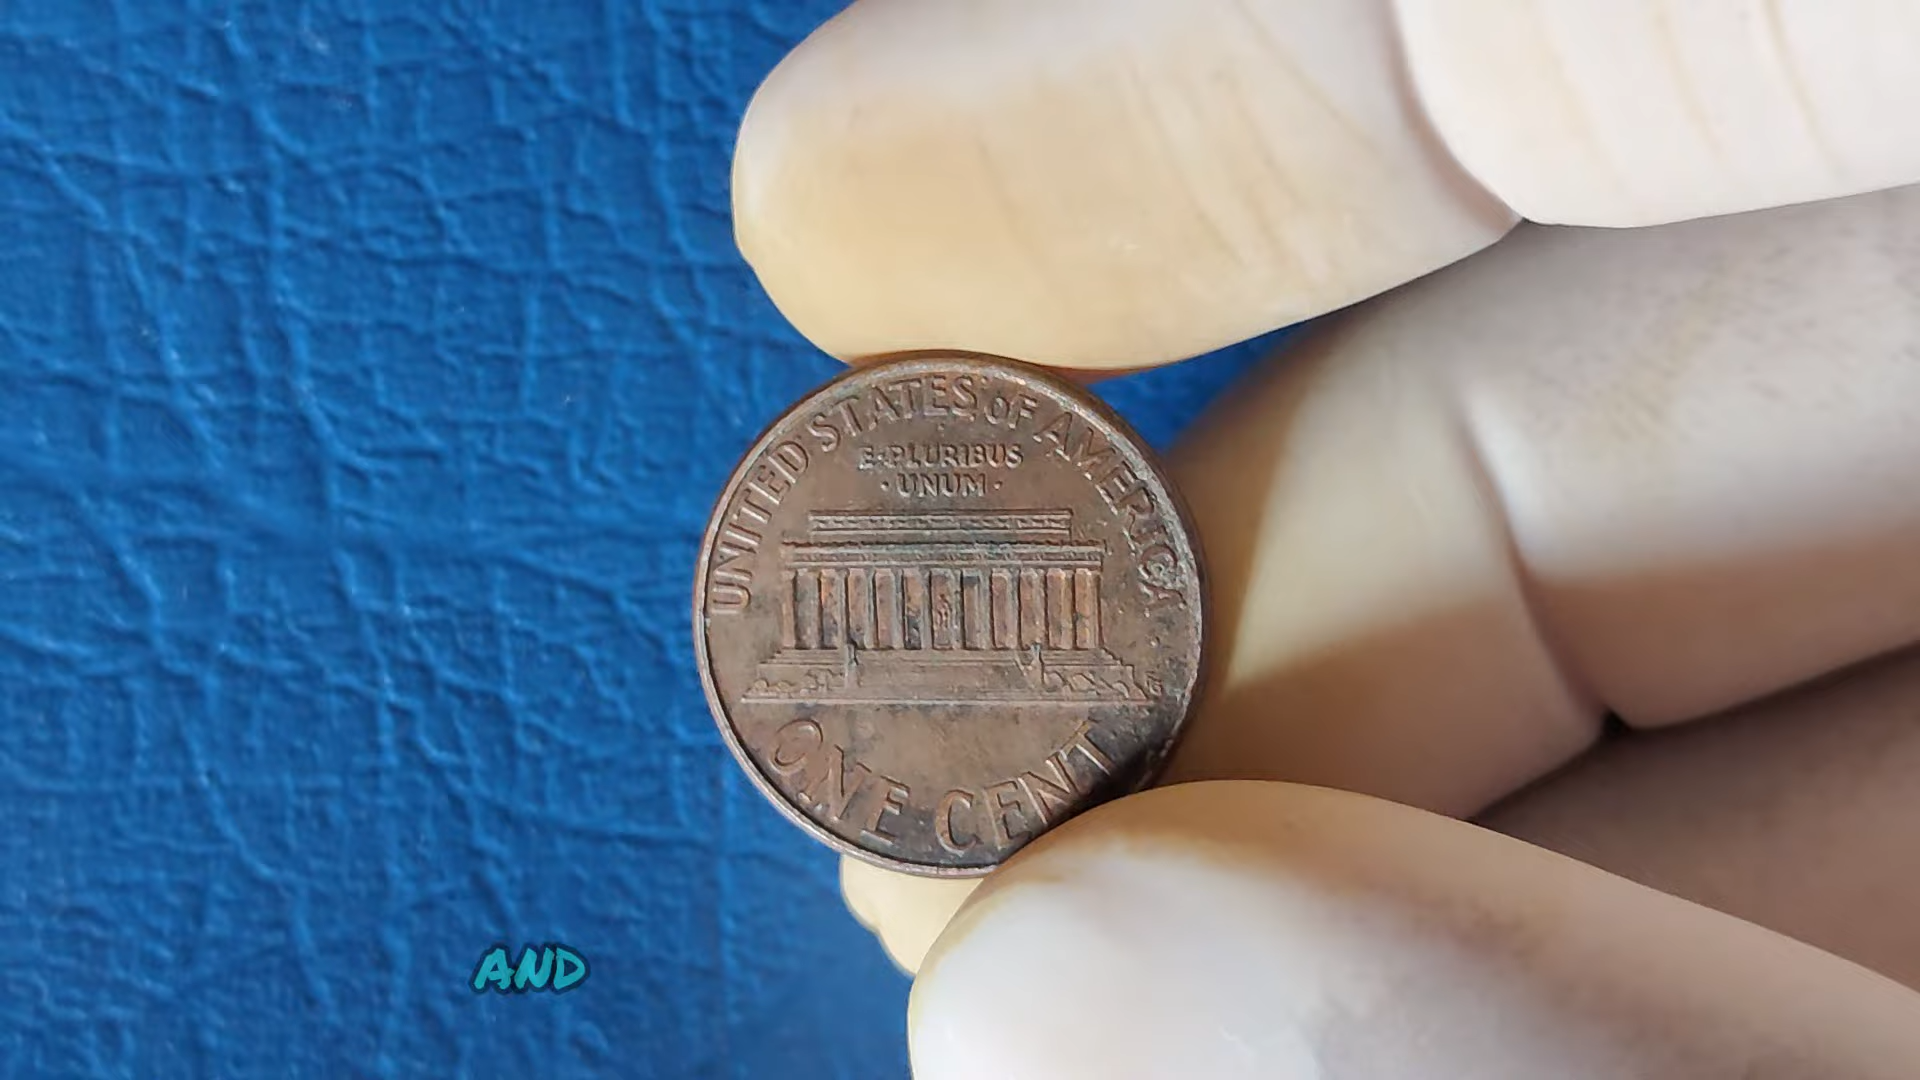 UNITED STATES OF AMERICA
E·PLURIBUS
·UNUM·
ONE CENT
AND